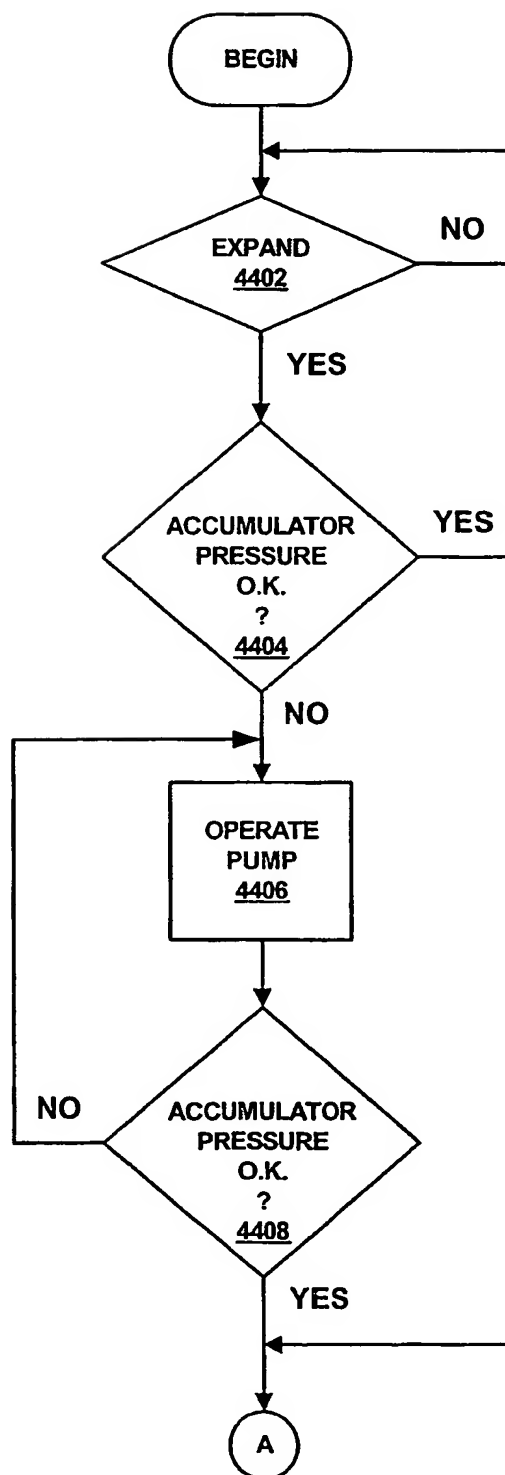 BEGIN
EXPAND
4402
NO
YES
ACCUMULATOR
PRESSURE
O.K.
?
4404
YES
NO
OPERATE
PUMP
4406
ACCUMULATOR
PRESSURE
O.K.
?
4408
NO
YES
A